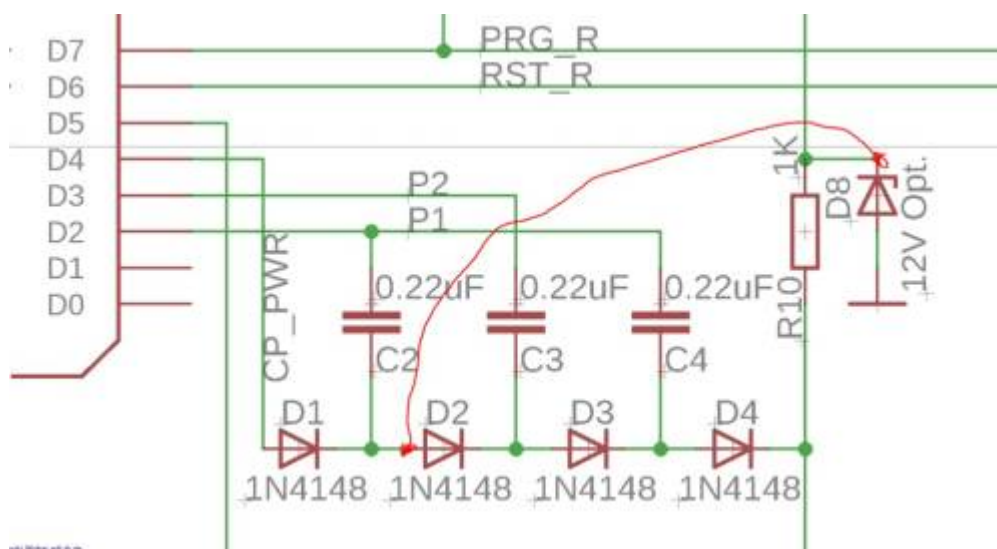 D7
PRG_R
D6
RST_R
D5
D4
D3
P2
D2
P1
D1
D0
CP_PWR
0.22uF
0.22uF
0.22uF
C2
C3
C4
1K
R10
D8
12V Opt.
D1
D2
D3
D4
1N4148
1N4148
1N4148
1N4148